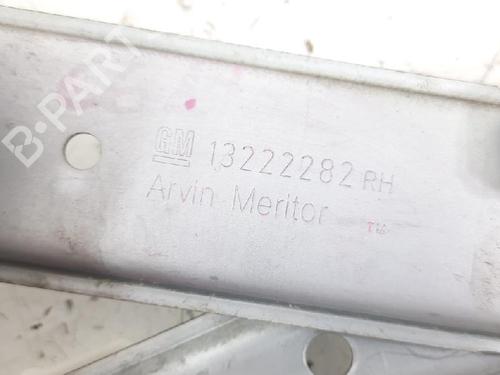 B-PARTS
GM 13222282 RH
Arvin Meritor